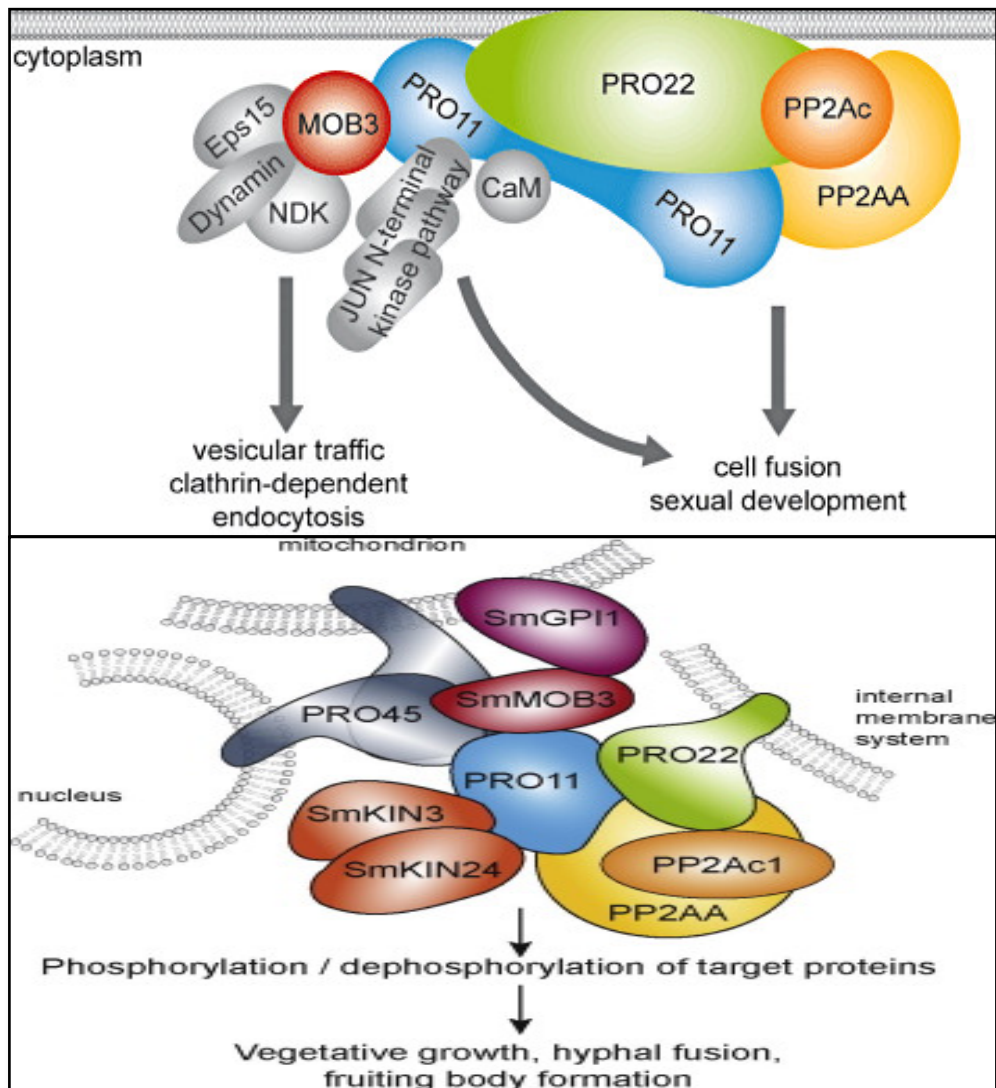 cytoplasm
Eps15
MOB3
PRO11
PRO22
PP2Ac
Dynamin
NDK
JUN N-terminal
kinase pathway
CaM
PRO11
PP2AA
vesicular traffic
clathrin-dependent
endocytosis
cell fusion
sexual development
mitochondrion
SmGPI1
PRO45
SmMOB3
internal
membrane
system
PRO22
PRO11
nucleus
SmKIN3
SmKIN24
PP2Ac1
PP2AA
Phosphorylation / dephosphorylation of target proteins
Vegetative growth, hyphal fusion,
fruiting body formation